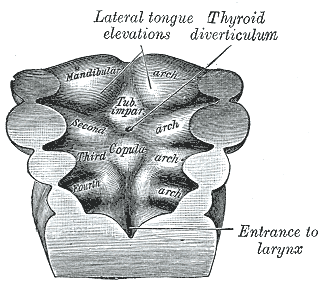 Lateral tongue
elevations
Thyroid
diverticulum
Mandibular arch
Tub.
impar.
Second arch
Copula
Third arch
Fourth arch
Entrance to
larynx